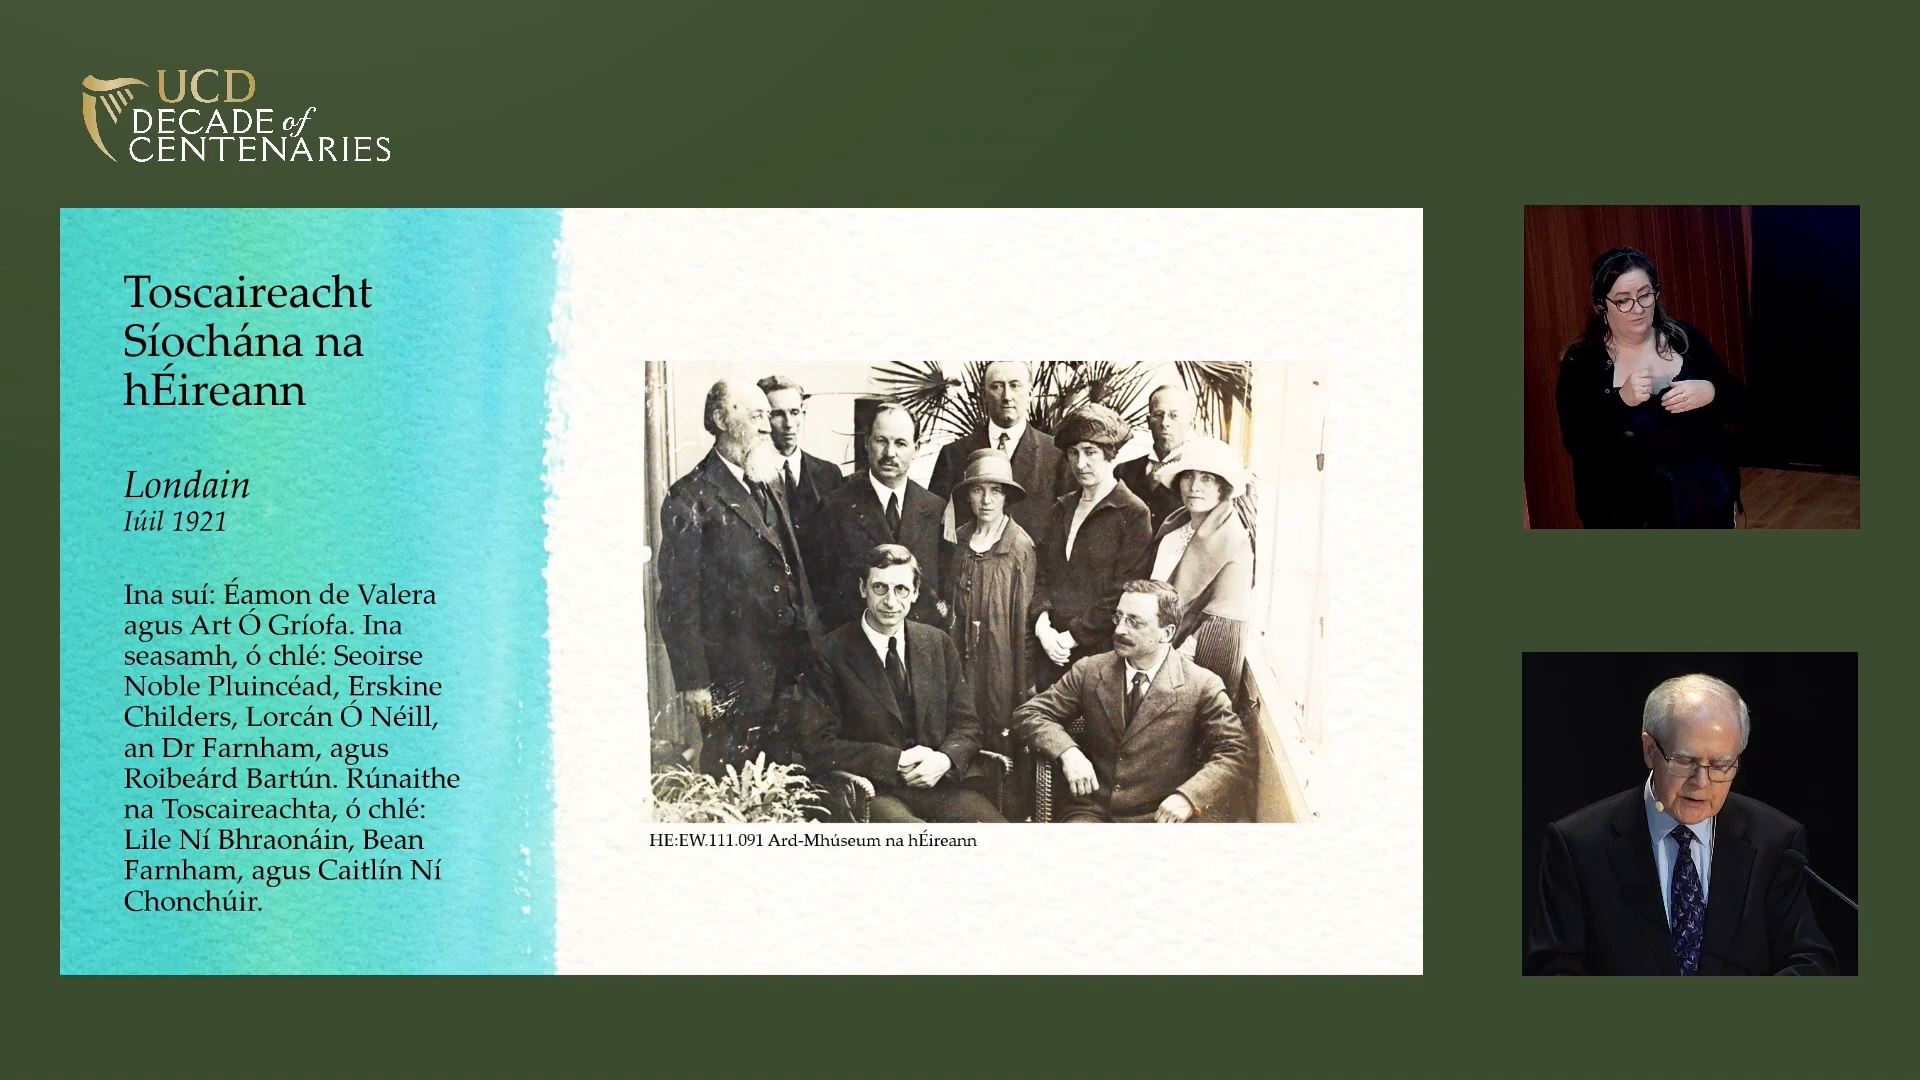 UCD
DECADE of
CENTENARIES
Toscaireacht
Síochána na
hÉireann
Londain
Iúil 1921
Ina suí: Éamon de Valera
agus Art Ó Gríofa. Ina
seasamh, ó chlé: Seoirse
Noble Pluincéad, Erskine
Childers, Lorcán Ó Néill,
an Dr Farnham, agus
Roibeárd Bartún. Rúnaithe
na Toscaireachta, ó chlé:
Lile Ní Bhraonáin, Bean
Farnham, agus Caitlín Ní
Chonchúir.
HE:EW.111.091 Ard-Mhúseum na hÉireann